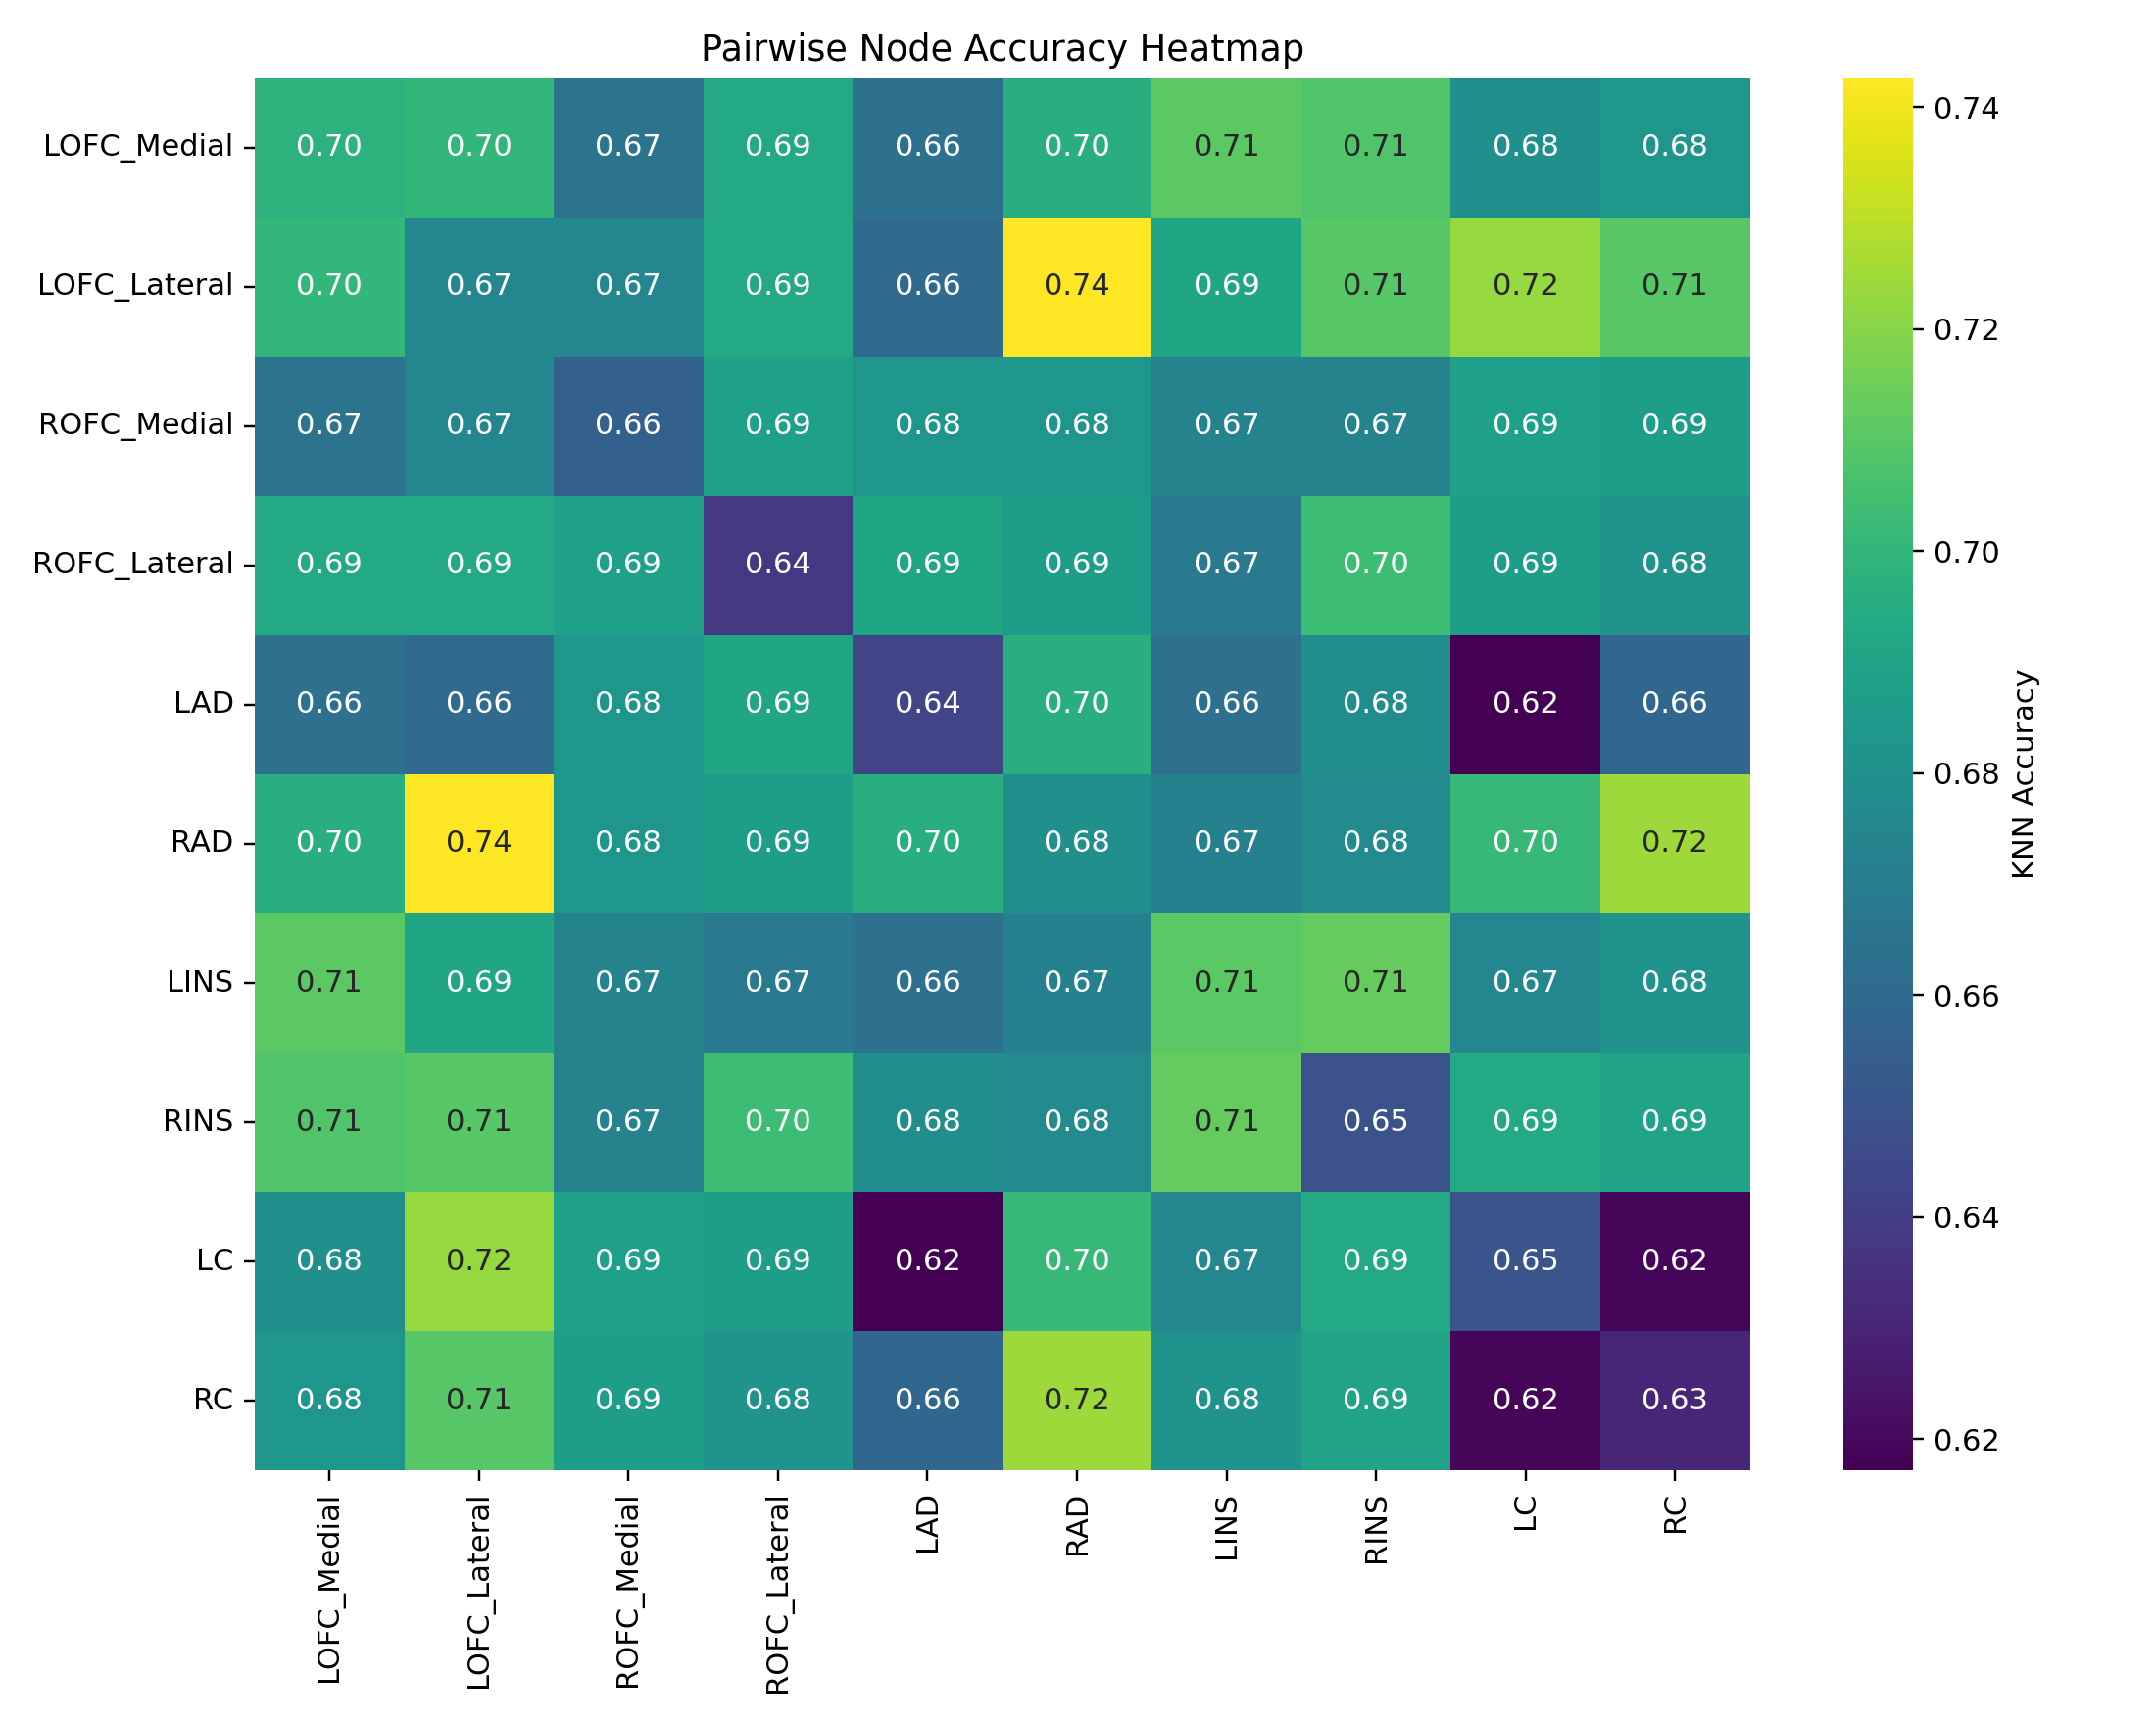 Pairwise Node Accuracy Heatmap
LOFC_Medial 0.70 0.70 0.67 0.69 0.66 0.70 0.71 0.71 0.68 0.68
LOFC_Lateral 0.70 0.67 0.67 0.69 0.66 0.74 0.69 0.71 0.72 0.71
ROFC_Medial 0.67 0.67 0.66 0.69 0.68 0.68 0.67 0.67 0.69 0.69
ROFC_Lateral 0.69 0.69 0.69 0.64 0.69 0.69 0.67 0.70 0.69 0.68
LAD 0.66 0.66 0.68 0.69 0.64 0.70 0.66 0.68 0.62 0.66
RAD 0.70 0.74 0.68 0.69 0.70 0.68 0.67 0.68 0.70 0.72
LINS 0.71 0.69 0.67 0.67 0.66 0.67 0.71 0.71 0.67 0.68
RINS 0.71 0.71 0.67 0.70 0.68 0.68 0.71 0.65 0.69 0.69
LC 0.68 0.72 0.69 0.69 0.62 0.70 0.67 0.69 0.65 0.62
RC 0.68 0.71 0.69 0.68 0.66 0.72 0.68 0.69 0.62 0.63
LOFC_Medial
LOFC_Lateral
ROFC_Medial
ROFC_Lateral
LAD
RAD
LINS
RINS
LC
RC
0.74
0.72
0.70
0.68
0.66
0.64
0.62
KNN Accuracy